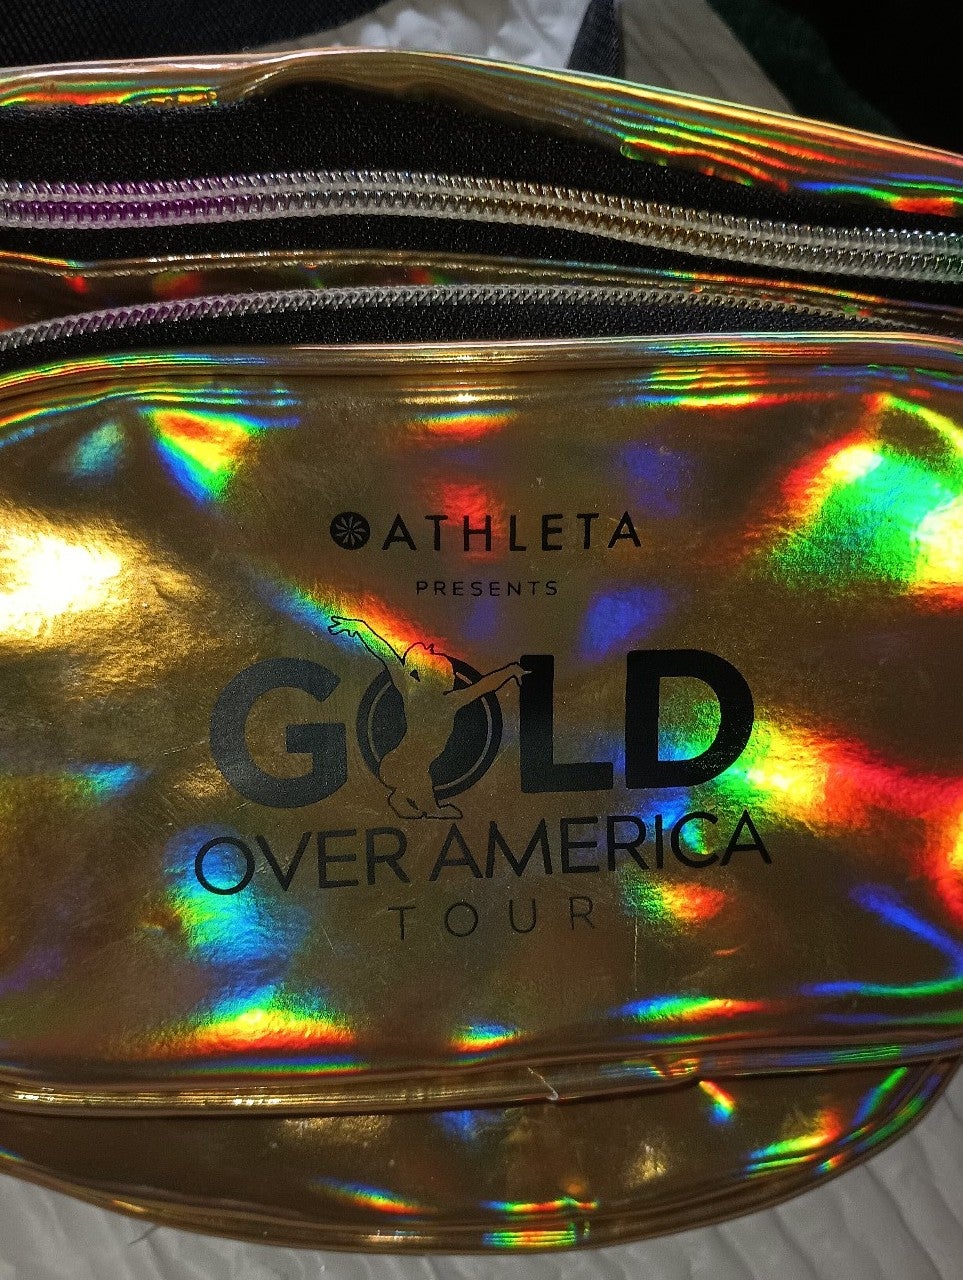 ATHLETA
PRESENTS
GOLD
OVER AMERICA
TOUR